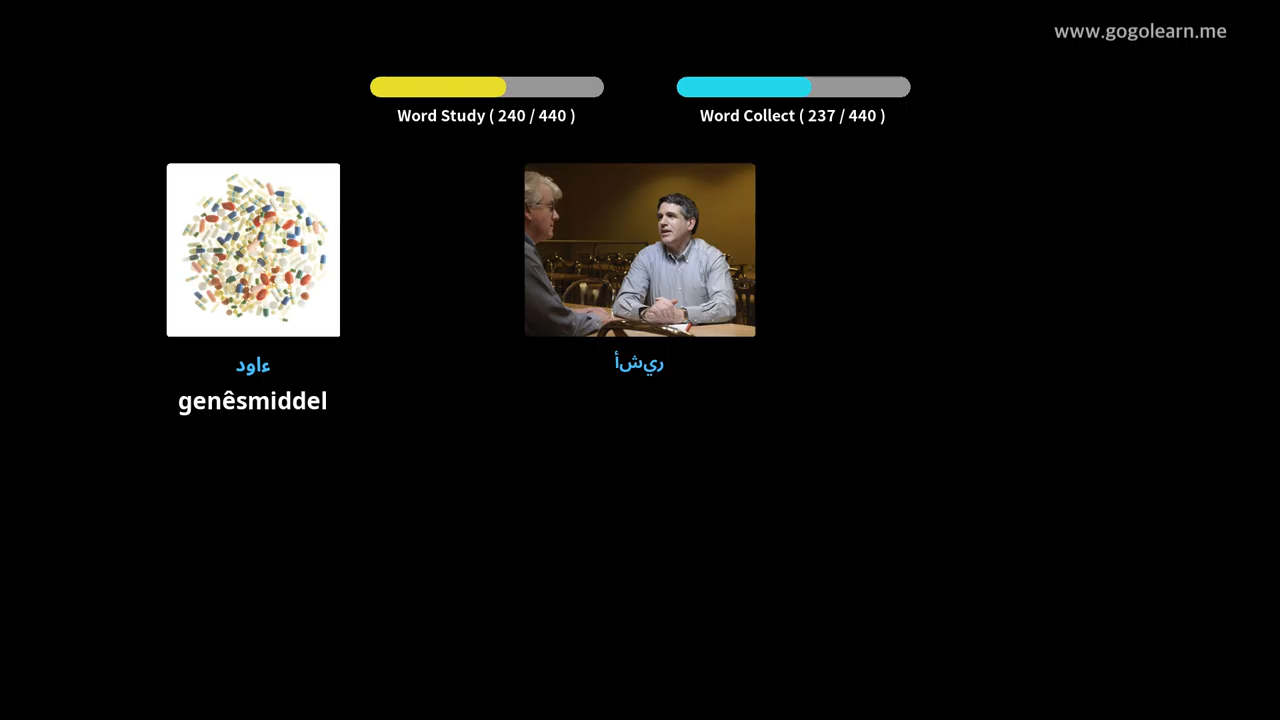 www.gogolearn.me
Word Study ( 240 / 440 )
Word Collect ( 237 / 440 )
ءاود
ريشأ
genêsmiddel